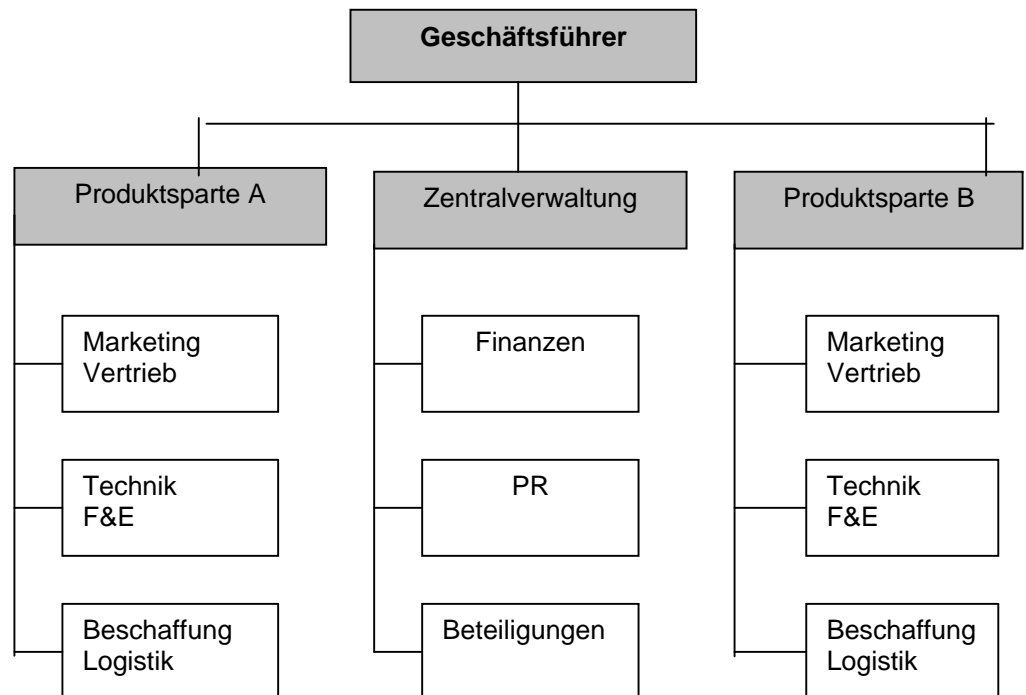 Geschäftsführer
Produktsparte A
Zentralverwaltung
Produktsparte B
Marketing
Vertrieb
Finanzen
Marketing
Vertrieb
Technik
F&E
PR
Technik
F&E
Beschaffung
Logistik
Beteiligungen
Beschaffung
Logistik